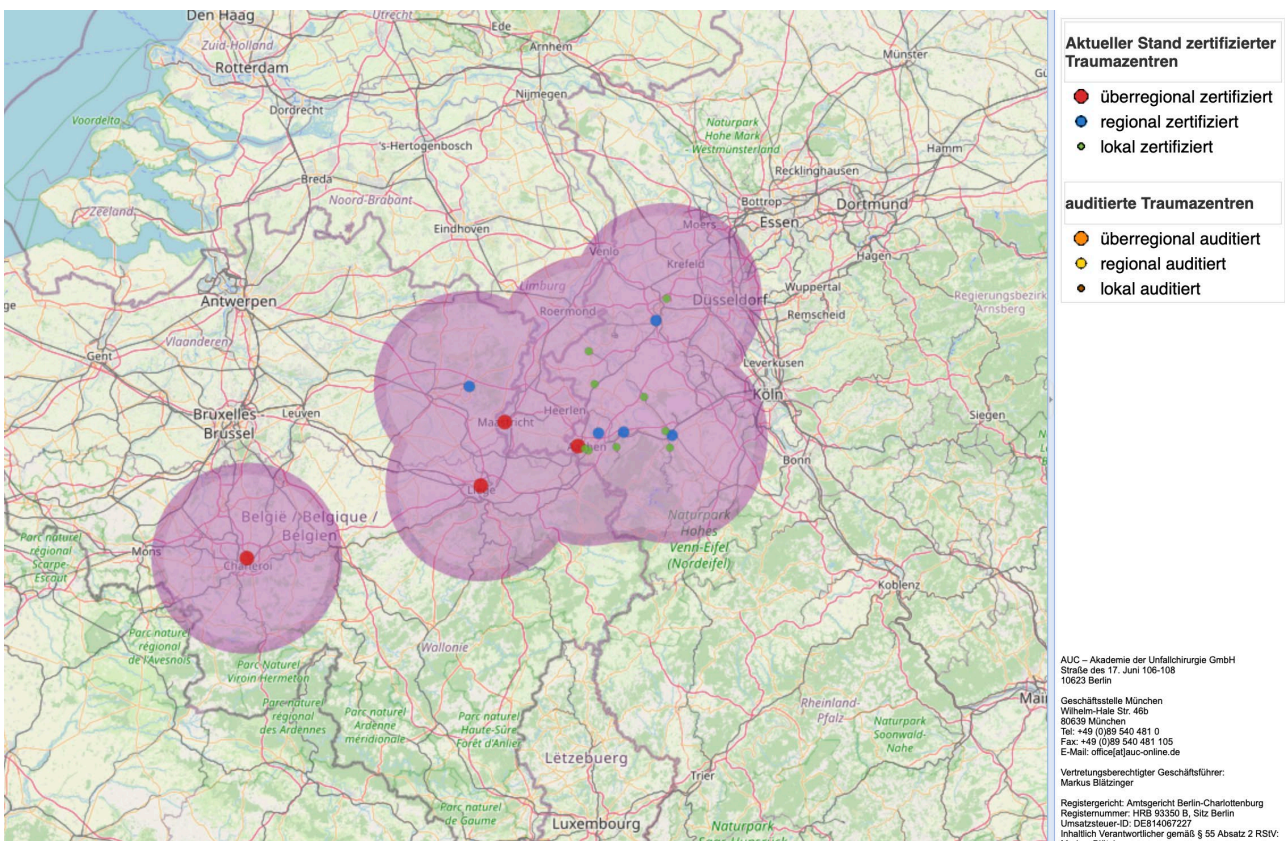 Den Haag
Utrecht
Ede
Zuid-Holland
Arnhem
Münster
Rotterdam
Nijmegen
Dordrecht
Voordelta
Naturpark
Hohe Mark
- Westmünsterland
's-Hertogenbosch
Hamm
Breda
Noord-Brabant
Recklinghausen
Zeeland
Bottrop
Dortmund
Essen
Moers
Eindhoven
Venlo
Hagen
Krefeld
Antwerpen
Limburg
Düsseldorf
Wuppertal
Roermond
Remscheid
Regierungsbezirk
Arnsberg
Vlaanderen
Gent
Leverkusen
Köln
Bruxelles -
Brussel
Leuven
Heerlen
Siegen
Bonn
Liège
België / Belgique /
Belgien
Naturpark
Hohes
Venn-Eifel
(Nordeifel)
Parc naturel
régional
Scarpe
Escaut
Mons
Charleroi
Koblenz
Parc naturel
régional
de l'Avesnois
Wallonie
Parc Naturel
Viroin Hermeton
Parc naturel
régional
des Ardennes
Parc naturel
Ardenne
méridionale
Parc naturel
Haute-Sûre
Forêt d'Anlier
Rheinland-
Pfalz
Naturpark
Soonwald-
Nahe
Lëtzebuerg
Trier
Parc naturel
de Gaume
Luxembourg
Naturpark
Aktueller Stand zertifizierter
Traumazentren
überregional zertifiziert
regional zertifiziert
lokal zertifiziert
auditierte Traumazentren
überregional auditiert
regional auditiert
lokal auditiert
AUC – Akademie der Unfallchirurgie GmbH
Straße des 17. Juni 106-108
10623 Berlin
Geschäftsstelle München
Wilhelm-Hale Str. 46b
80639 München
Tel: +49 (0)89 540 481 0
Fax: +49 (0)89 540 481 105
E-Mail: office[at]auc-online.de
Vertretungsberechtigter Geschäftsführer:
Markus Blätzinger
Registergericht: Amtsgericht Berlin-Charlottenburg
Registernummer: HRB 93350 B, Sitz Berlin
Umsatzsteuer-ID: DE814067227
Inhaltlich Verantwortlicher gemäß § 55 Absatz 2 RStV: